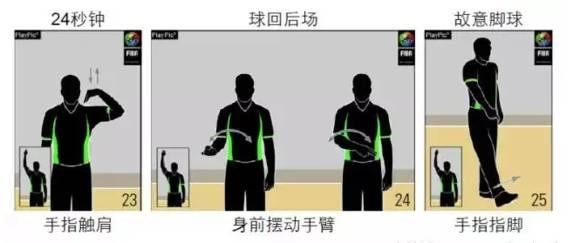 24秒钟
球回后场
故意脚球
PlayPic®
FIBA
PlayPic®
FIBA
PlayPic®
FIBA
23
24
25
手指触肩
身前摆动手臂
手指指脚